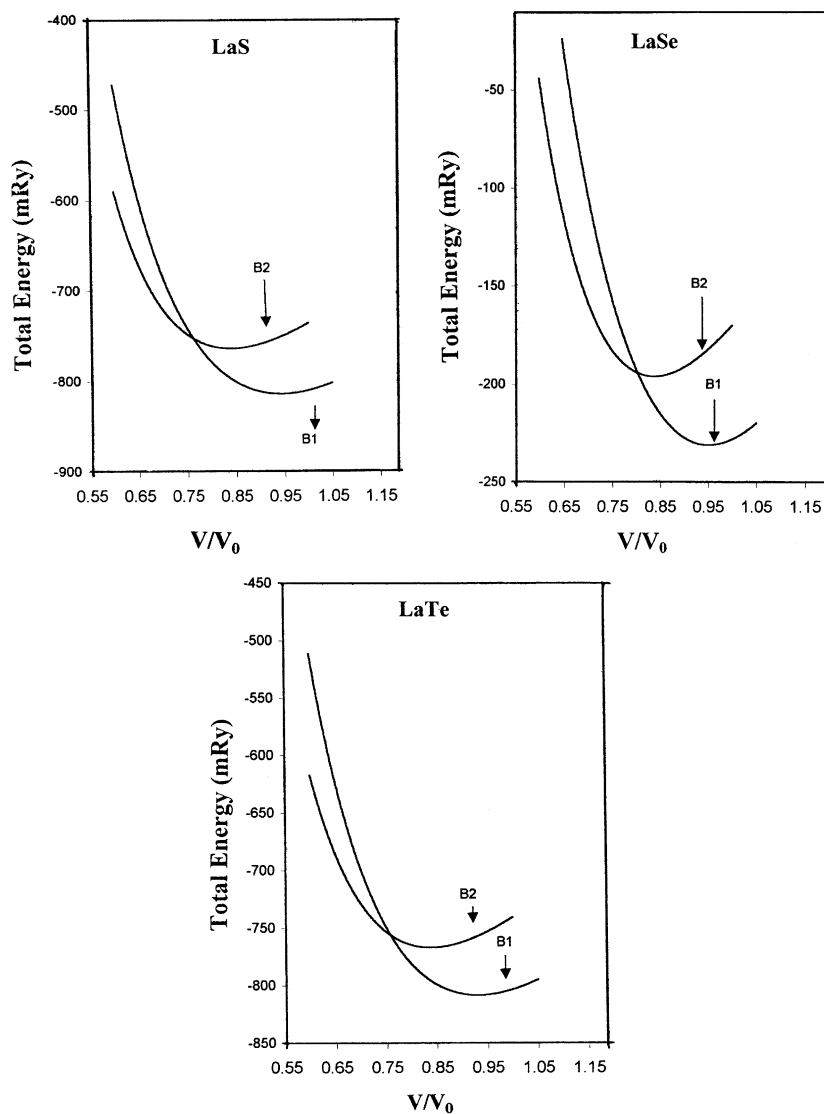 LaS
Total Energy (mRy)
-400
-500
-600
-700
-800
-900
B2
B1
0.55 0.65 0.75 0.85 0.95 1.05 1.15
V/V0
LaSe
Total Energy (mRy)
-50
-100
-150
-200
-250
B2
B1
0.55 0.65 0.75 0.85 0.95 1.05 1.15
V/V0
LaTe
Total Energy (mRy)
-450
-500
-550
-600
-650
-700
-750
-800
-850
B2
B1
0.55 0.65 0.75 0.85 0.95 1.05 1.15
V/V0